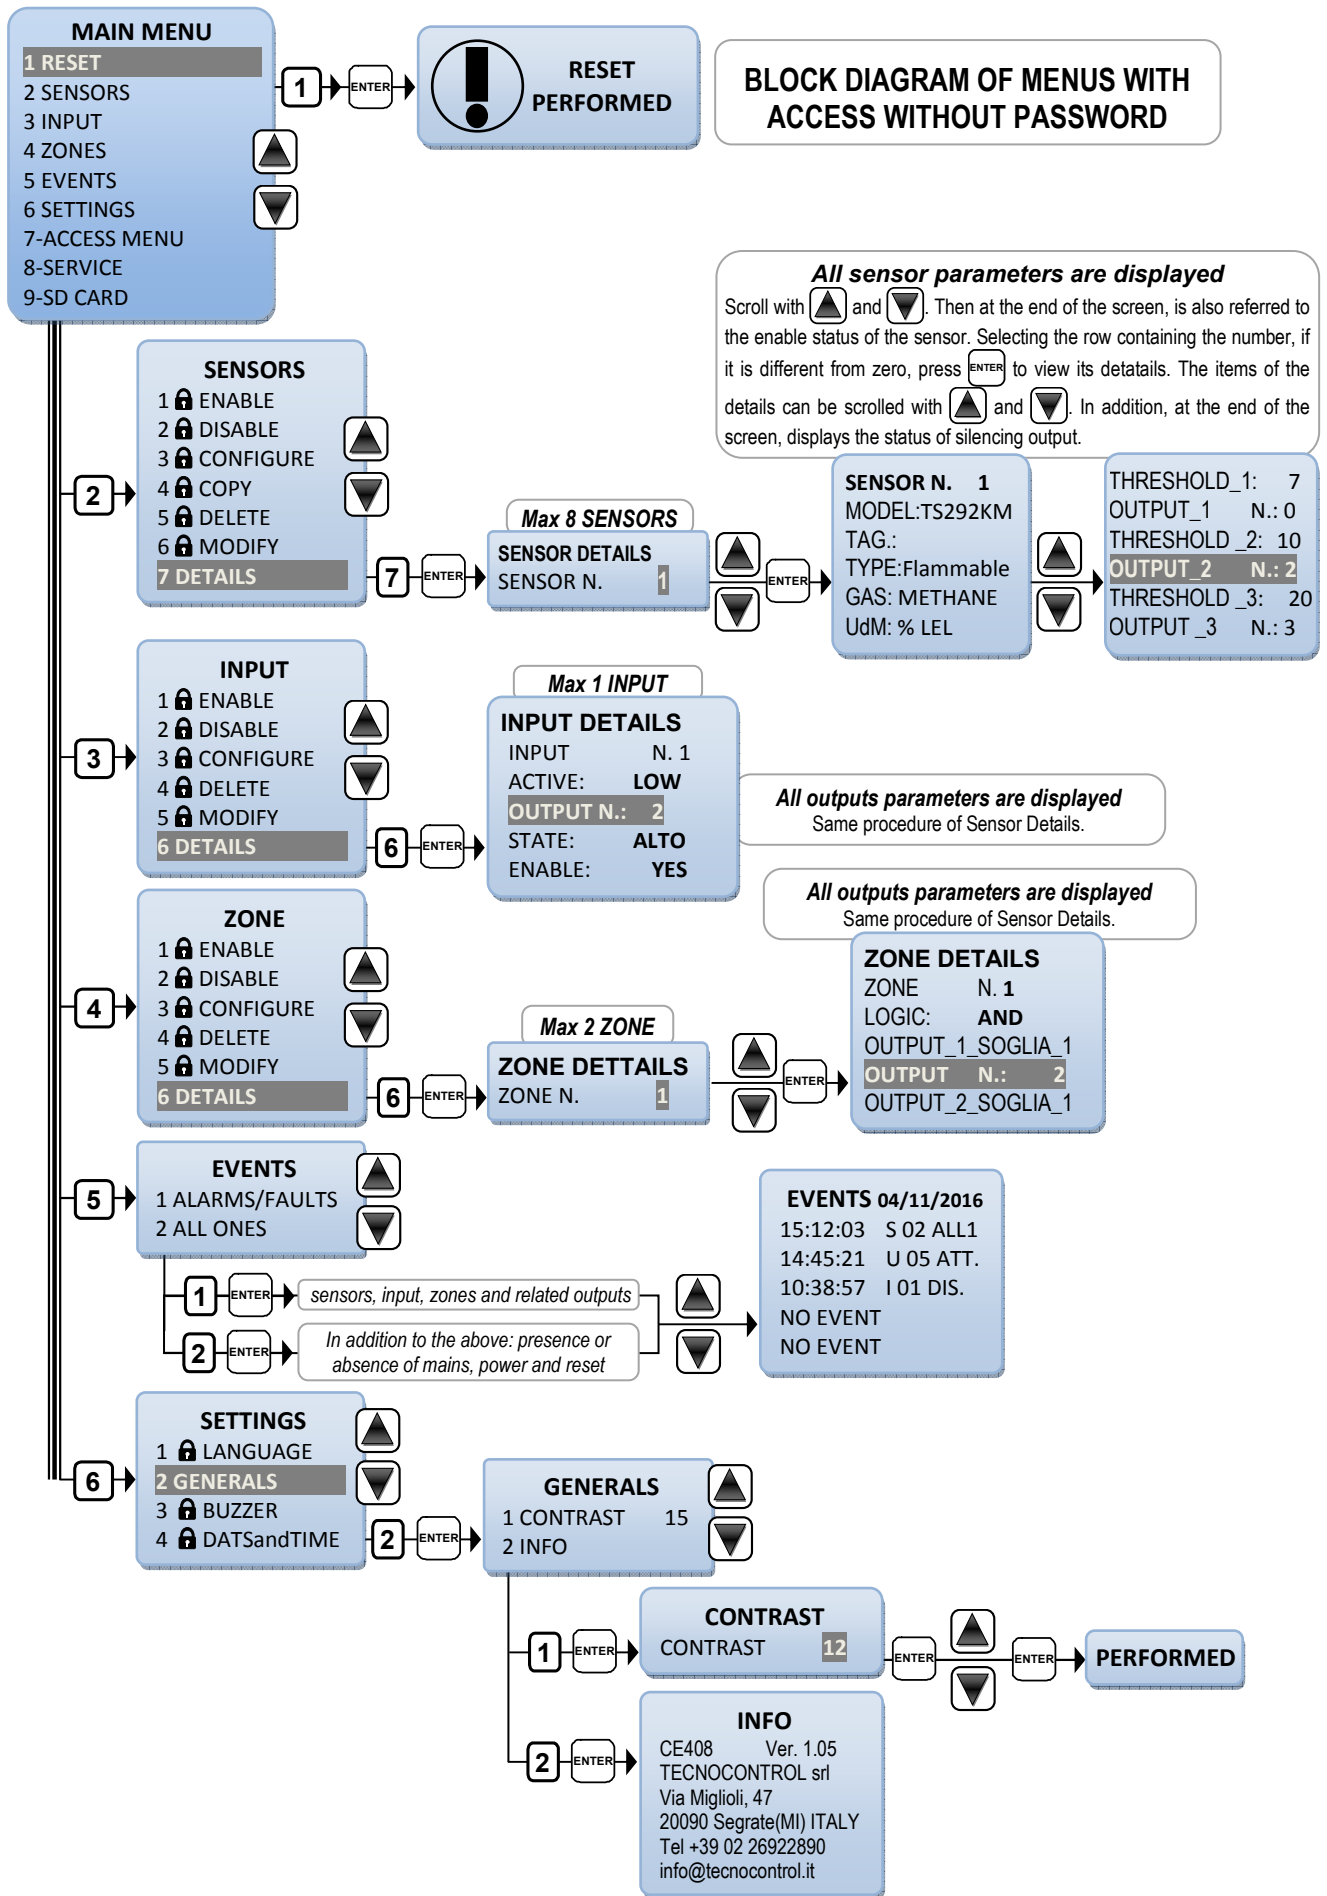 MAIN MENU
1 RESET
2 SENSORS
3 INPUT
4 ZONES
5 EVENTS
6 SETTINGS
7-ACCESS MENU
8-SERVICE
9-SD CARD
1
ENTER
RESET
PERFORMED
BLOCK DIAGRAM OF MENUS WITH
ACCESS WITHOUT PASSWORD
All sensor parameters are displayed
Scroll with and . Then at the end of the screen, is also referred to
the enable status of the sensor. Selecting the row containing the number, if
it is different from zero, press ENTER to view its detatails. The items of the
details can be scrolled with and . In addition, at the end of the
screen, displays the status of silencing output.
2
SENSORS
1 ENABLE
2 DISABLE
3 CONFIGURE
4 COPY
5 DELETE
6 MODIFY
7 DETAILS
7
ENTER
Max 8 SENSORS
SENSOR DETAILS
SENSOR N. 1
ENTER
SENSOR N. 1
MODEL:TS292KM
TAG.:
TYPE:Flammable
GAS: METHANE
UdM: % LEL
THRESHOLD_1: 7
OUTPUT_1 N.: 0
THRESHOLD _2: 10
OUTPUT_2 N.: 2
THRESHOLD _3: 20
OUTPUT _3 N.: 3
3
INPUT
1 ENABLE
2 DISABLE
3 CONFIGURE
4 DELETE
5 MODIFY
6 DETAILS
6
ENTER
Max 1 INPUT
INPUT DETAILS
INPUT N. 1
ACTIVE: LOW
OUTPUT N.: 2
STATE: ALTO
ENABLE: YES
All outputs parameters are displayed
Same procedure of Sensor Details.
4
ZONE
1 ENABLE
2 DISABLE
3 CONFIGURE
4 DELETE
5 MODIFY
6 DETAILS
6
ENTER
Max 2 ZONE
ZONE DETTAILS
ZONE N. 1
ENTER
All outputs parameters are displayed
Same procedure of Sensor Details.
ZONE DETAILS
ZONE N. 1
LOGIC: AND
OUTPUT_1_SOGLIA_1
OUTPUT N.: 2
OUTPUT_2_SOGLIA_1
5
EVENTS
1 ALARMS/FAULTS
2 ALL ONES
1
ENTER
sensors, input, zones and related outputs
2
ENTER
In addition to the above: presence or
absence of mains, power and reset
EVENTS 04/11/2016
15:12:03 S 02 ALL1
14:45:21 U 05 ATT.
10:38:57 I 01 DIS.
NO EVENT
NO EVENT
6
SETTINGS
1 LANGUAGE
2 GENERALS
3 BUZZER
4 DATSandTIME
2
ENTER
GENERALS
1 CONTRAST 15
2 INFO
1
ENTER
CONTRAST
CONTRAST 12
ENTER
ENTER
PERFORMED
2
ENTER
INFO
CE408 Ver. 1.05
TECNOCONTROL srl
Via Miglioli, 47
20090 Segrate(MI) ITALY
Tel +39 02 26922890
info@tecnocontrol.it